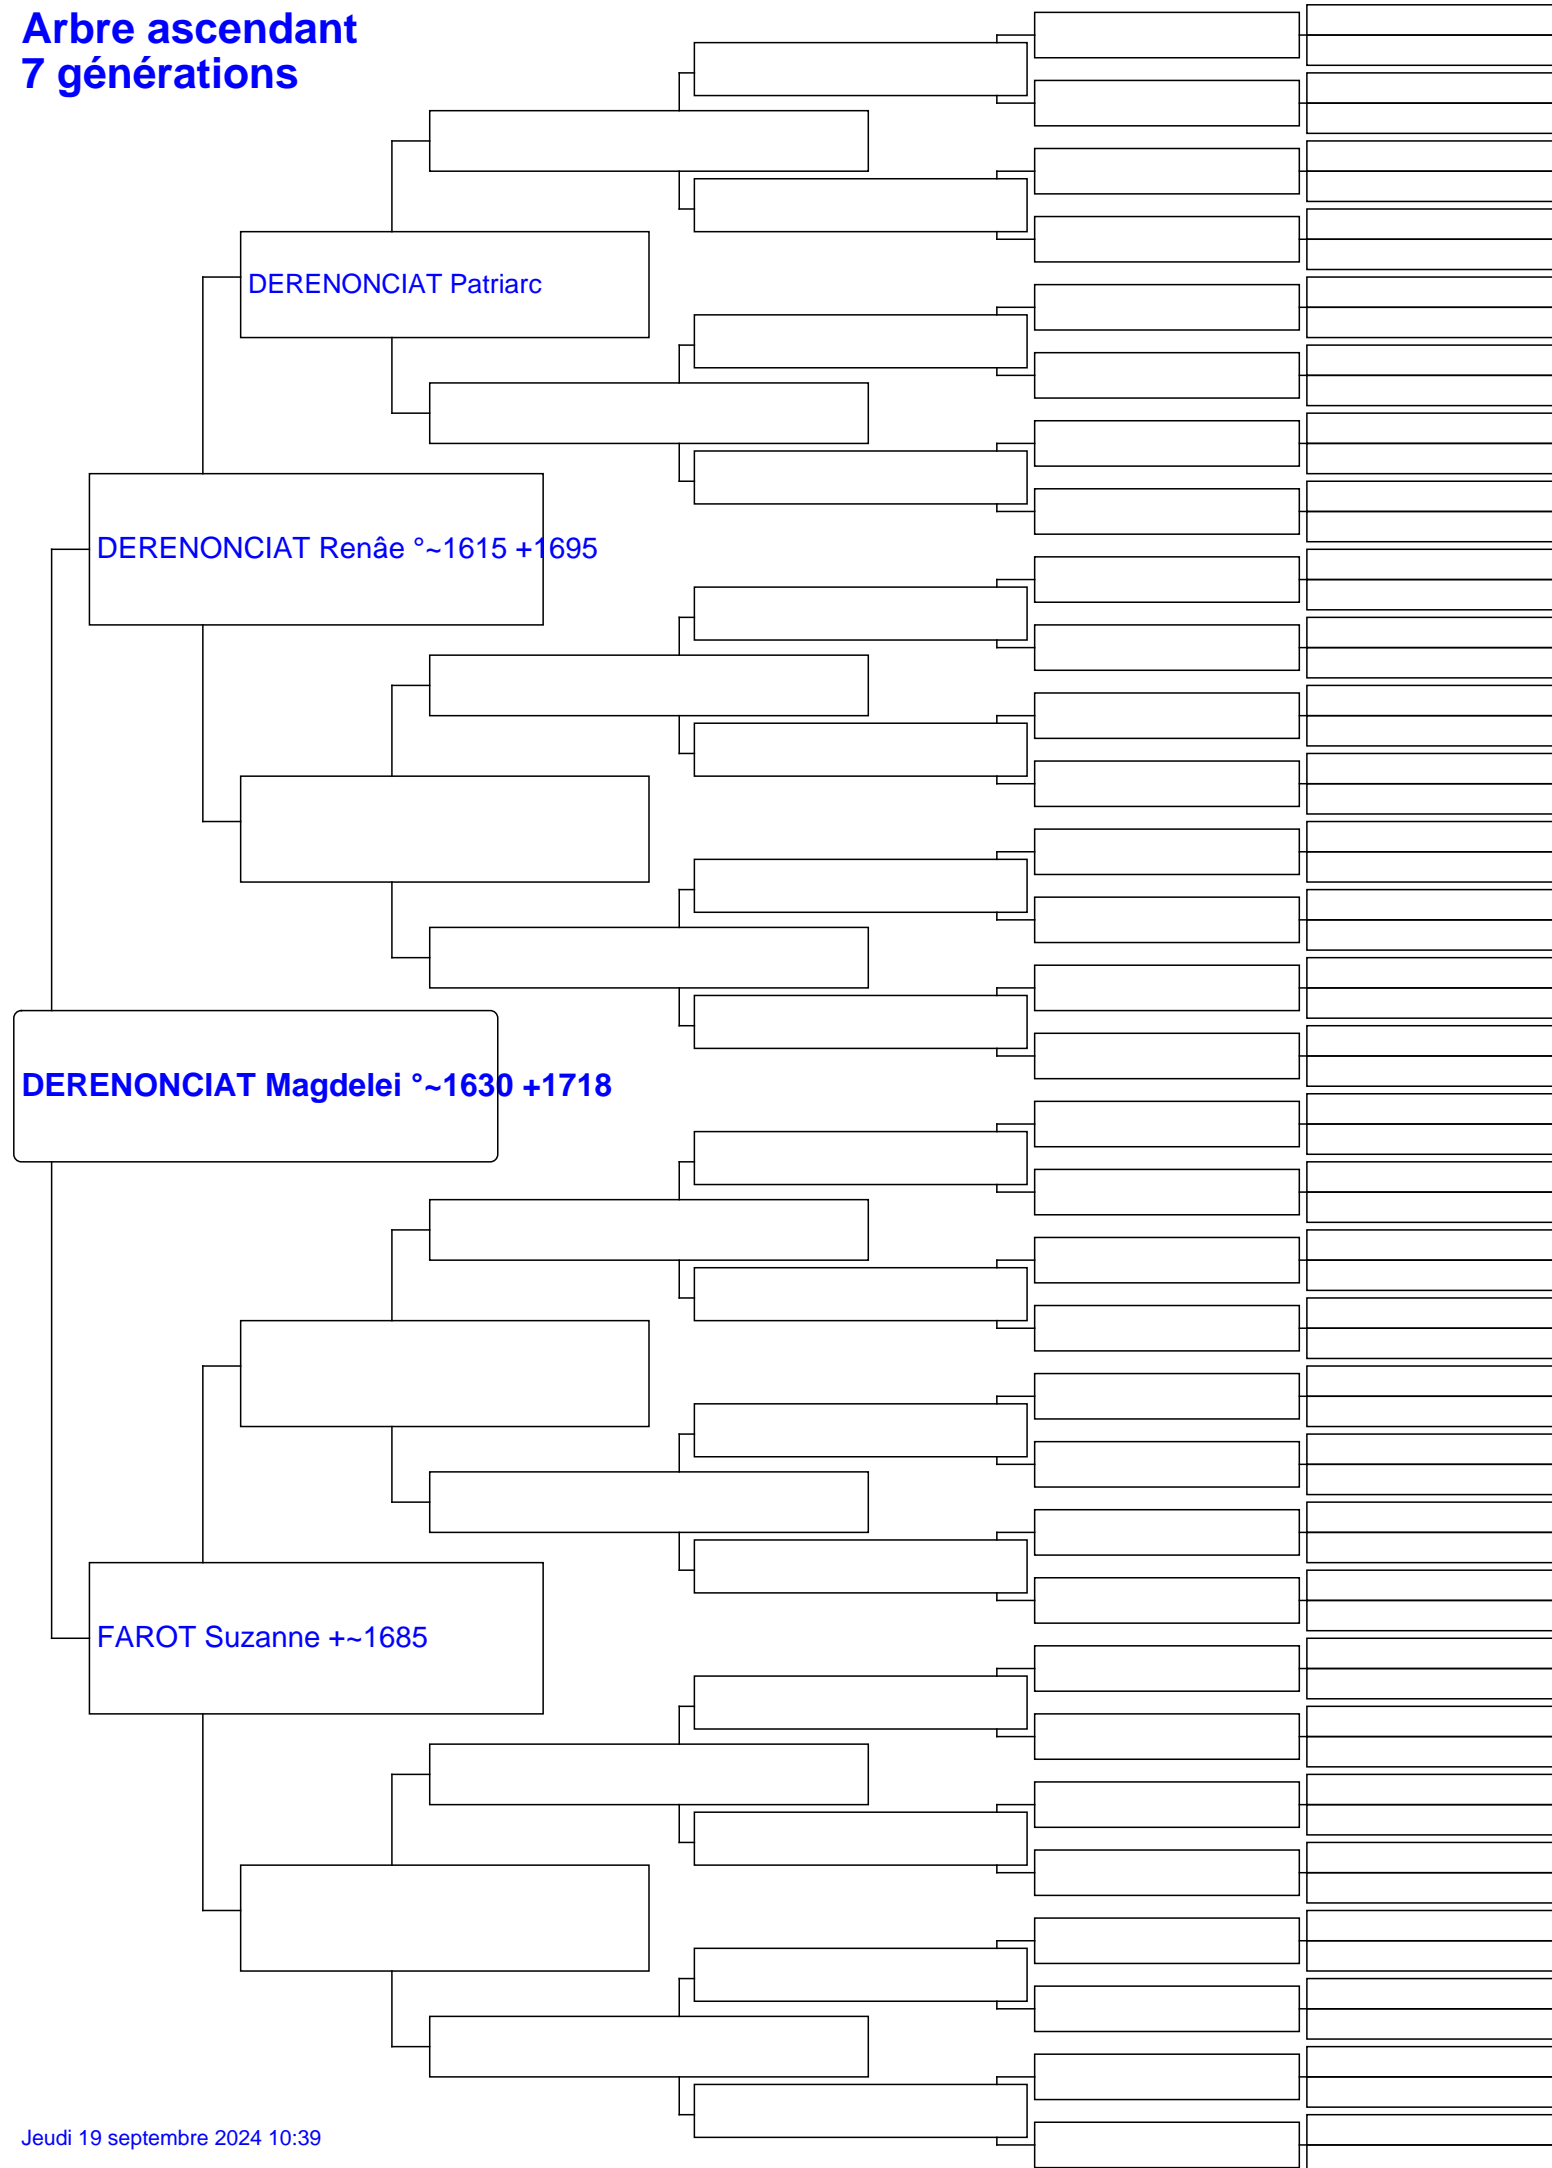 Arbre ascendant
7 générations
DERENONCIAT Patriarc
DERENONCIAT Renâe °~1615 +1695
DERENONCIAT Magdelei °~1630 +1718
FAROT Suzanne +~1685
Jeudi 19 septembre 2024 10:39